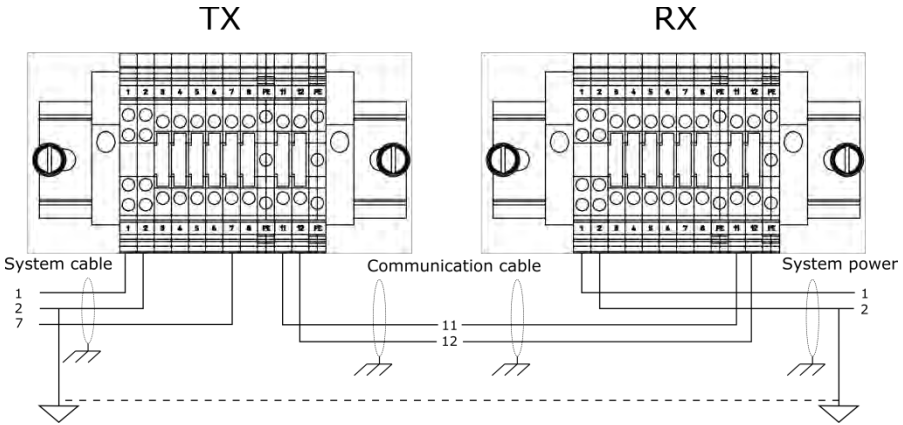 TX RX
1 2 3 4 5 6 7 8 PE 11 12 PE
1 2 3 4 5 6 7 8 PE 11 12 PE
1 2 3 4 5 6 7 8 PE 11 12 PE
1 2 3 4 5 6 7 8 PE 11 12 PE
System cable Communication cable System power
1 1
2 2
7 11
12